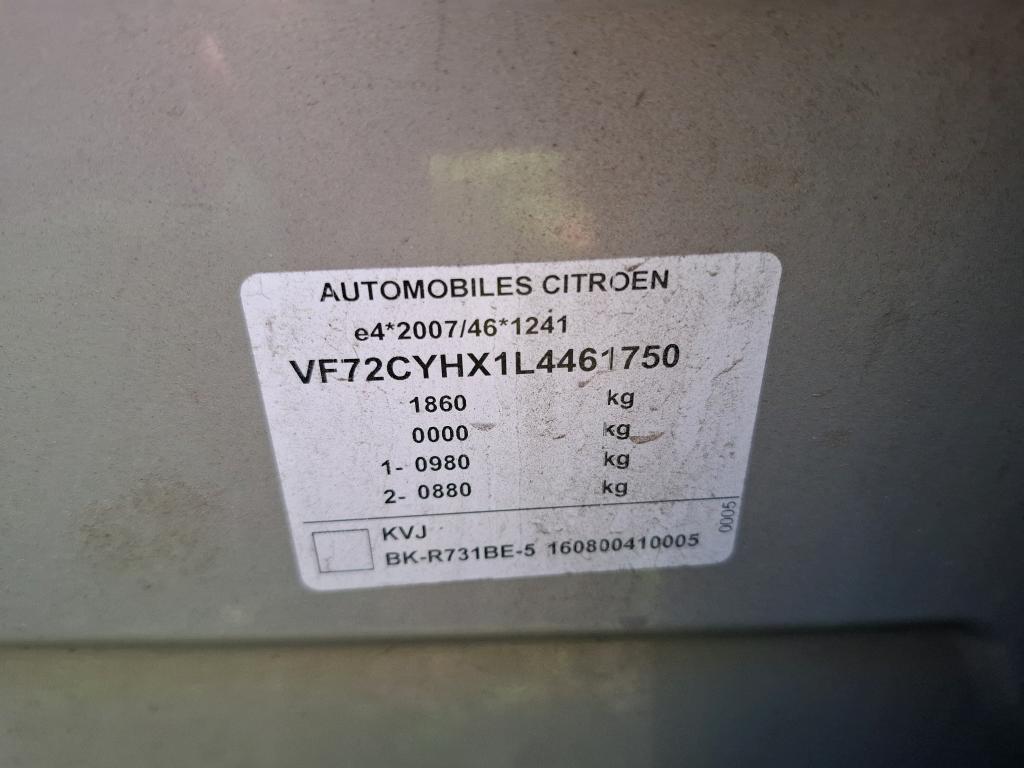 AUTOMOBILES CITROËN
e4*2007/46*1241
VF72CYHX1L4461750
1860 kg
0000 kg
1- 0980 kg
2- 0880 kg
KVJ
BK-R731BE-5 160800410005
0005